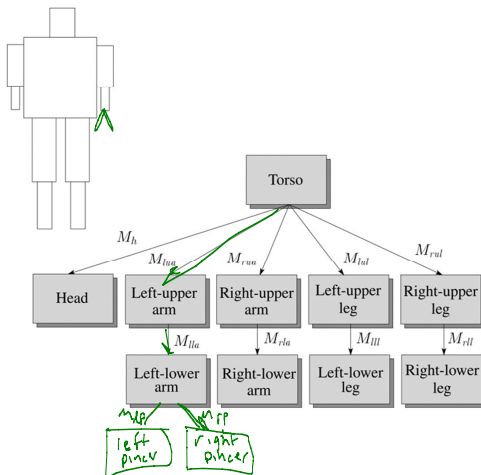 Torso
M_h
M_lua
M_rua
M_lul
M_rul
Head
Left-upper
arm
Right-upper
arm
Left-upper
leg
Right-upper
leg
M_lla
M_rla
M_lll
M_rll
Left-lower
arm
Right-lower
arm
Left-lower
leg
Right-lower
leg
M_lp
M_rp
left
pincer
right
pincer